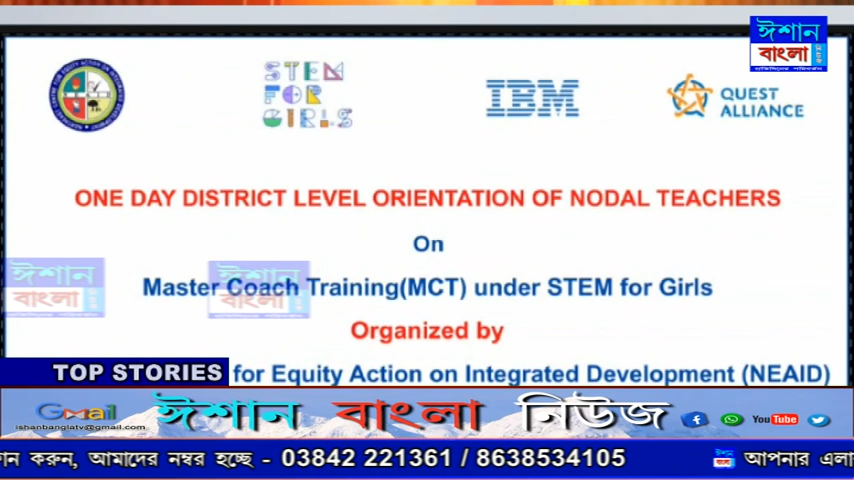 ঈশান
বাংলা
STEM
FOR
GIRLS
IBM
QUEST
ALLIANCE
ONE DAY DISTRICT LEVEL ORIENTATION OF NODAL TEACHERS
On
ঈশান
বাংলা
ঈশান
বাংলা
Master Coach Training(MCT) under STEM for Girls
Organized by
TOP STORIES
for Equity Action on Integrated Development (NEAID)
Gmail
ishanbanglatv@gmail.com
ঈশান বাংলা নিউজ
YouTube
করুন, আমাদের নম্বর হচ্ছে - 03842 221361 / 8638534105
আপনার